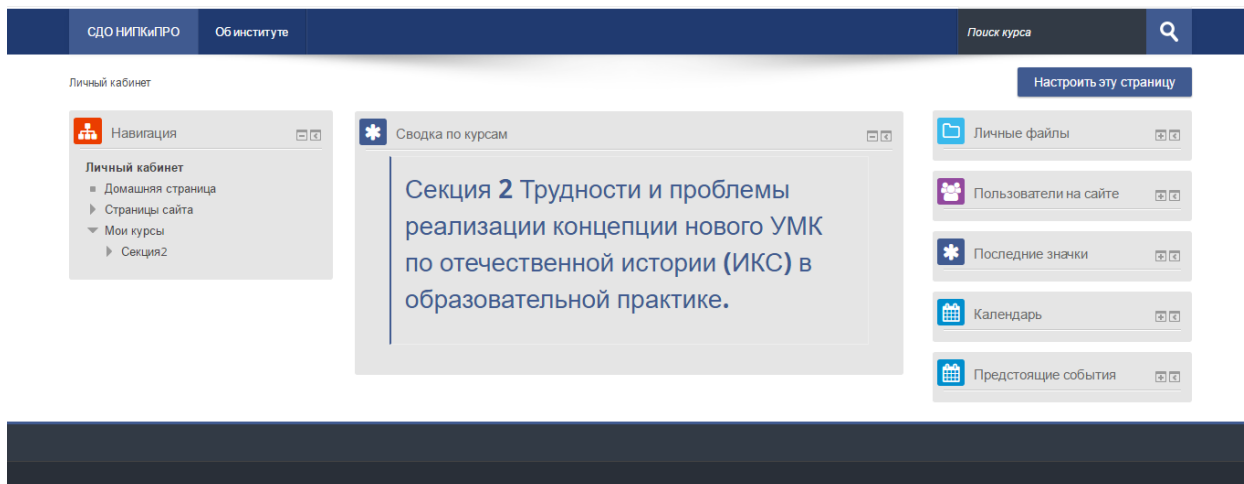 СДО НИПКиПРО
Об институте
Поиск курса
Личный кабинет
Настроить эту страницу
Навигация
Личный кабинет
Домашняя страница
Страницы сайта
Мои курсы
Секция2
Сводка по курсам
Секция 2 Трудности и проблемы
реализации концепции нового УМК
по отечественной истории (ИКС) в
образовательной практике.
Личные файлы
Пользователи на сайте
Последние значки
Календарь
Предстоящие события